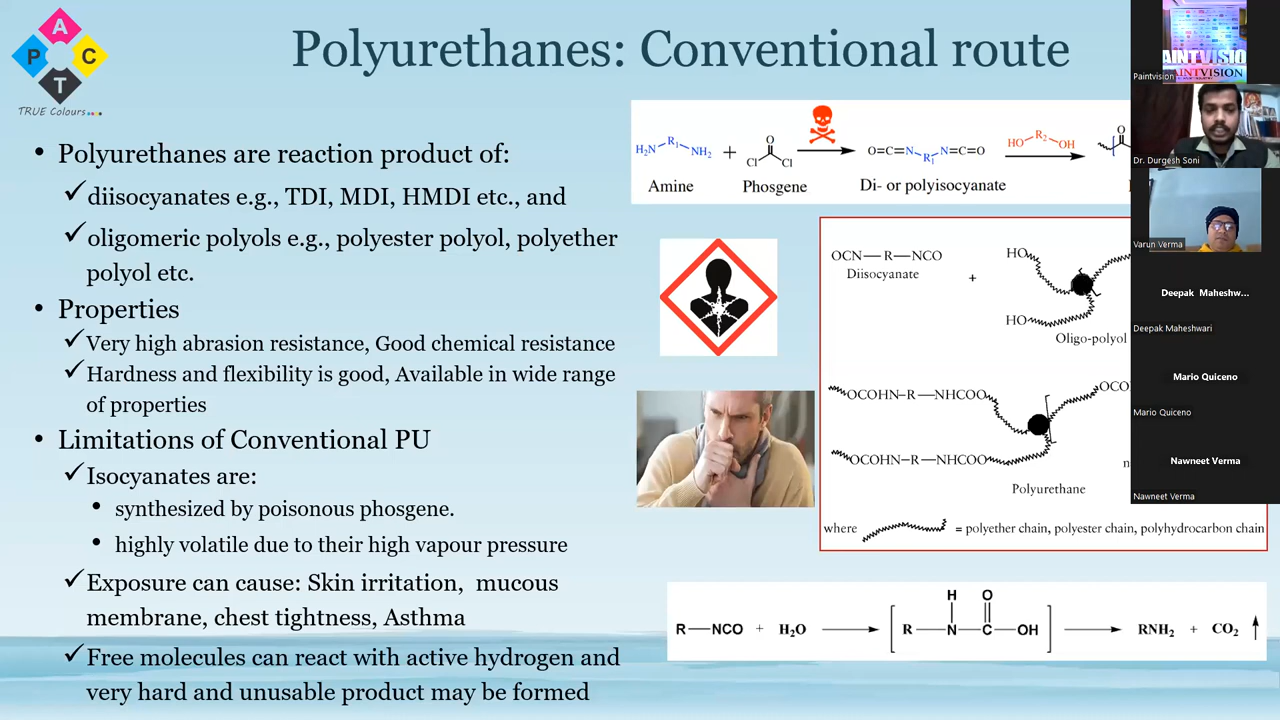 A
P C
T
TRUE Colours...
Polyurethanes: Conventional route
• Polyurethanes are reaction product of:
✓diisocyanates e.g., TDI, MDI, HMDI etc., and
✓oligomeric polyols e.g., polyester polyol, polyether
polyol etc.
• Properties
✓Very high abrasion resistance, Good chemical resistance
✓Hardness and flexibility is good, Available in wide range
of properties
• Limitations of Conventional PU
✓Isocyanates are:
• synthesized by poisonous phosgene.
• highly volatile due to their high vapour pressure
✓Exposure can cause: Skin irritation, mucous
membrane, chest tightness, Asthma
✓Free molecules can react with active hydrogen and
very hard and unusable product may be formed
O O
H₂N R₁ NH₂ + Cl Cl O=C=N R₁ N=C=O HO R₂ OH
Amine Phosgene Di- or polyisocyanate
OCN—R—NCO + HO
Diisocyanate
HO
Oligo-polyol
OCOHN—R—NHCOO OCO
OCOHN—R—NHCOO n
Polyurethane
where = polyether chain, polyester chain, polyhydrocarbon chain
H O
R—NCO + H₂O R—N—C—OH RNH₂ + CO₂
AINTVISIO
AINTVISION
Paintvision
Dr. Durgesh Soni
Varun Verma
Deepak Maheshw...
Deepak Maheshwari
Mario Quiceno
Mario Quiceno
Nawneet Verma
Nawneet Verma